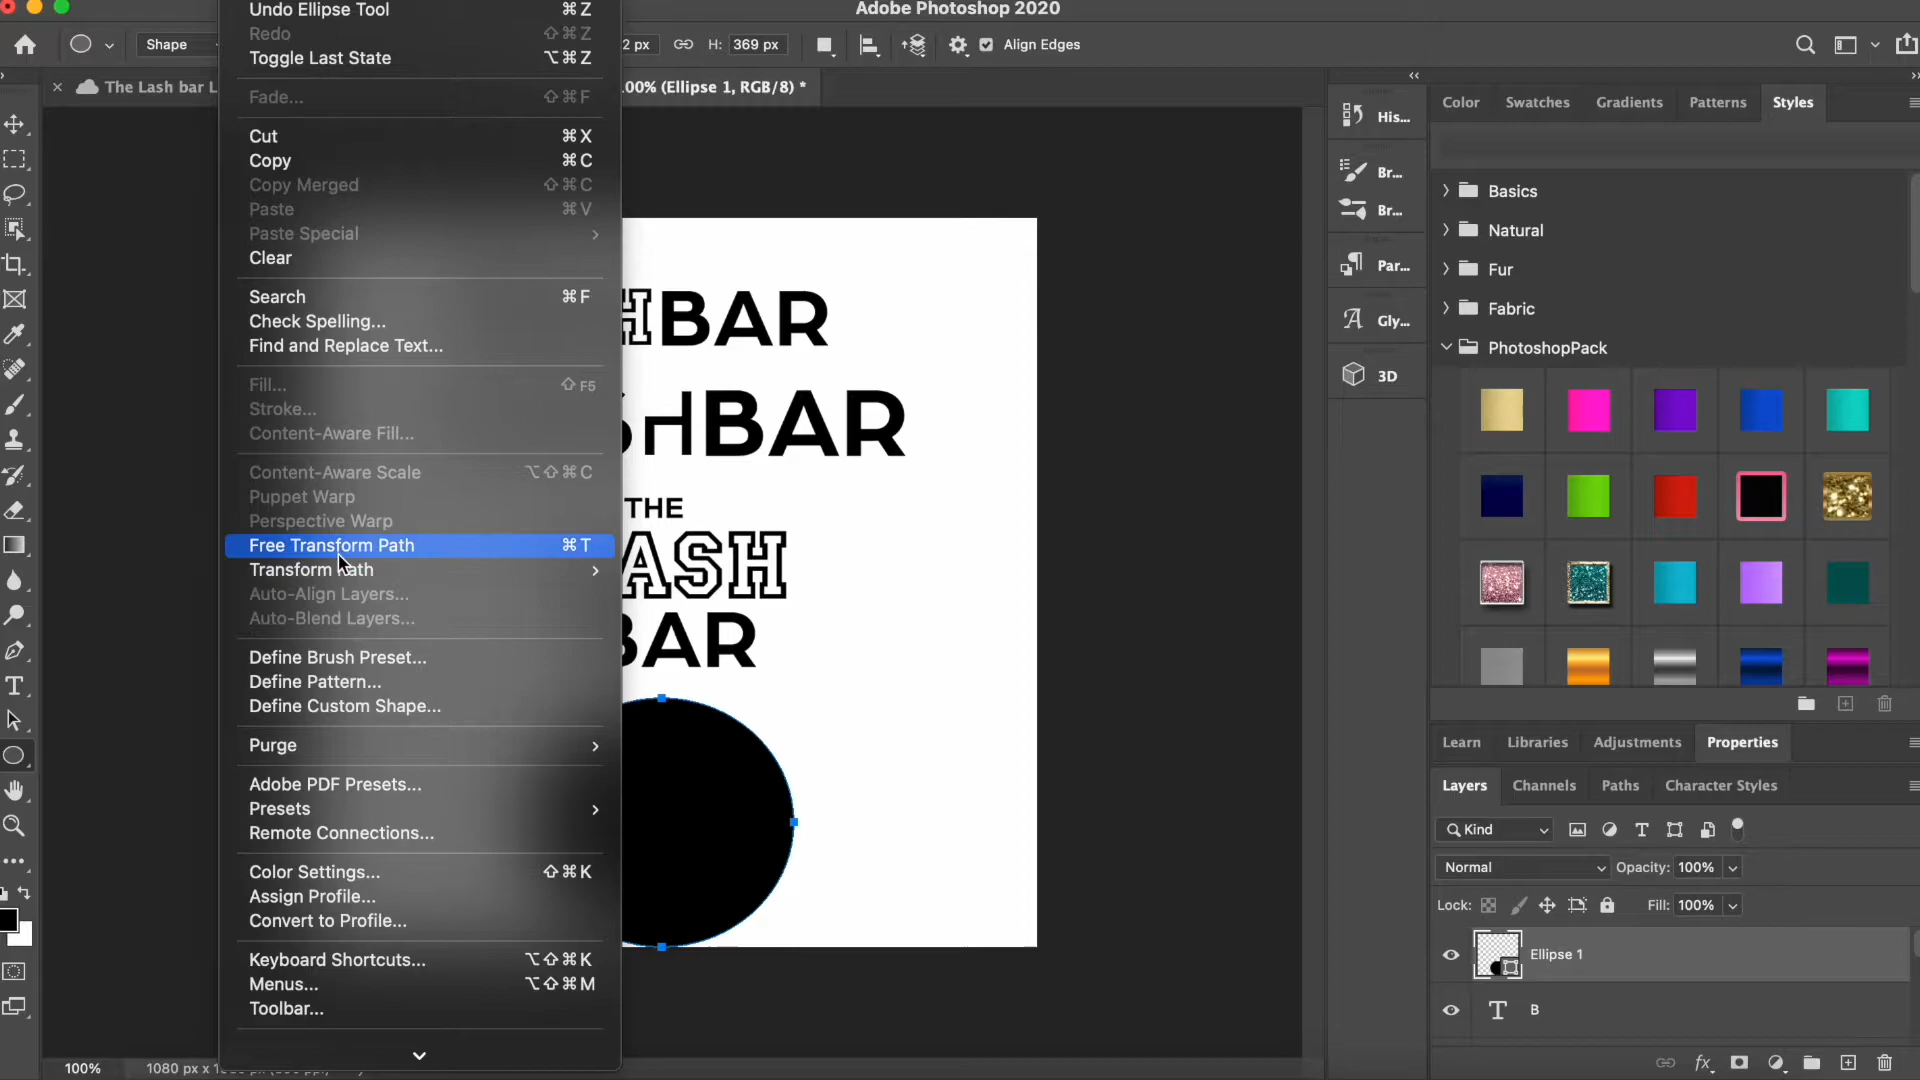 Adobe Photoshop 2020
Shape
2 px
H: 369 px
Align Edges
The Lash bar L
.00% (Ellipse 1, RGB/8) *
Undo Ellipse Tool ⌘Z
Redo ⇧⌘Z
Toggle Last State ⌥⌘Z
Fade... ⇧⌘F
Cut ⌘X
Copy ⌘C
Copy Merged ⇧⌘C
Paste ⌘V
Paste Special
Clear
Search ⌘F
Check Spelling...
Find and Replace Text...
Fill... ⇧F5
Stroke...
Content-Aware Fill...
Content-Aware Scale ⌥⇧⌘C
Puppet Warp
Perspective Warp
Free Transform Path ⌘T
Transform Path
Auto-Align Layers...
Auto-Blend Layers...
Define Brush Preset...
Define Pattern...
Define Custom Shape...
Purge
Adobe PDF Presets...
Presets
Remote Connections...
Color Settings... ⇧⌘K
Assign Profile...
Convert to Profile...
Keyboard Shortcuts... ⌥⇧⌘K
Menus... ⌥⇧⌘M
Toolbar...
HBAR
SHBAR
THE
ASH
BAR
His...
Br...
Br...
Par...
Gly...
3D
Color Swatches Gradients Patterns Styles
Basics
Natural
Fur
Fabric
PhotoshopPack
Learn Libraries Adjustments Properties
Layers Channels Paths Character Styles
Kind
Normal Opacity: 100%
Lock: Fill: 100%
Ellipse 1
T B
100% 1080 px x 1